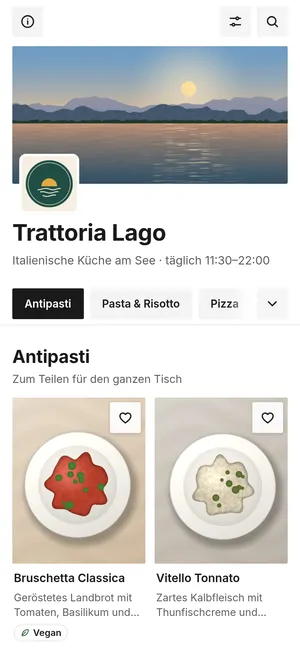 Trattoria Lago
Italienische Küche am See · täglich 11:30–22:00
Antipasti
Pasta & Risotto
Pizza
Antipasti
Zum Teilen für den ganzen Tisch
Bruschetta Classica
Geröstetes Landbrot mit
Tomaten, Basilikum und…
Vegan
Vitello Tonnato
Zartes Kalbfleisch mit
Thunfischcreme und…